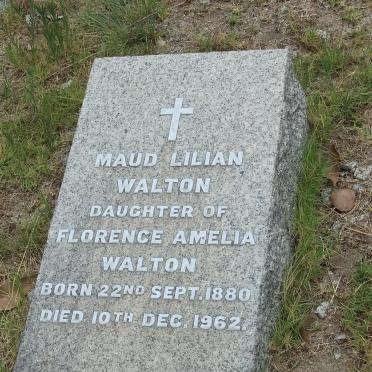 MAUD LILIAN
WALTON
DAUGHTER OF
FLORENCE AMELIA
WALTON
BORN 22ND SEPT. 1880
DIED 10TH DEC. 1962.